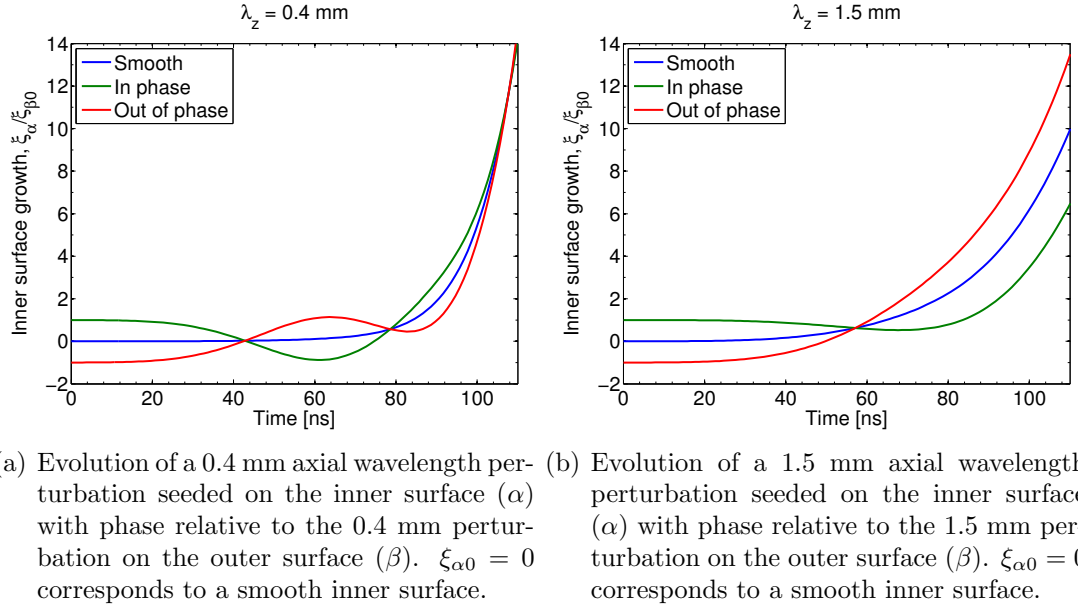 λz = 0.4 mm
14
12
10
8
6
4
2
0
−2
Inner surface growth, ξα/ξβ0
Smooth
In phase
Out of phase
0 20 40 60 80 100
Time [ns]
λz = 1.5 mm
14
12
10
8
6
4
2
0
−2
Inner surface growth, ξα/ξβ0
Smooth
In phase
Out of phase
0 20 40 60 80 100
Time [ns]
a) Evolution of a 0.4 mm axial wavelength per-
turbation seeded on the inner surface (α)
with phase relative to the 0.4 mm pertur-
bation on the outer surface (β). ξα0 = 0
corresponds to a smooth inner surface.
(b) Evolution of a 1.5 mm axial wavelength
perturbation seeded on the inner surface
(α) with phase relative to the 1.5 mm per-
turbation on the outer surface (β). ξα0 = 0
corresponds to a smooth inner surface.